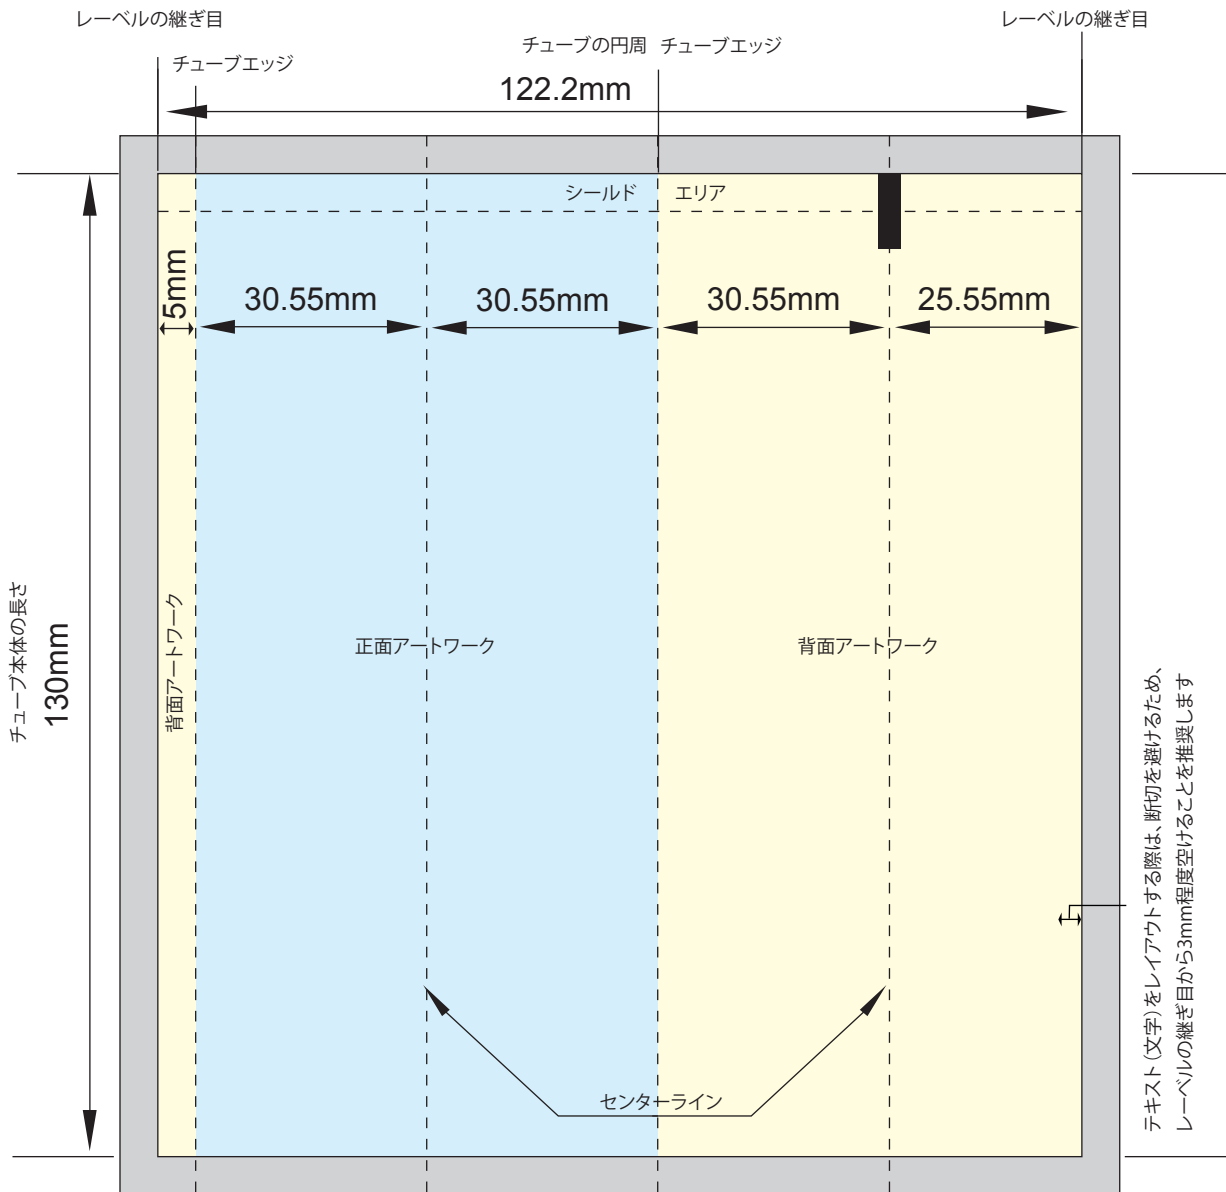 レーベルの継ぎ目
レーベルの継ぎ目
チューブエッジ
チューブの円周
チューブエッジ
122.2mm
シールド
エリア
5mm
30.55mm
30.55mm
30.55mm
25.55mm
チューブ本体の長さ
130mm
背面アートワーク
正面アートワーク
背面アートワーク
センターライン
テキスト(文字)をレイアウトする際は、断切を避けるため、
レーベルの継ぎ目から3mm程度空けることを推奨します